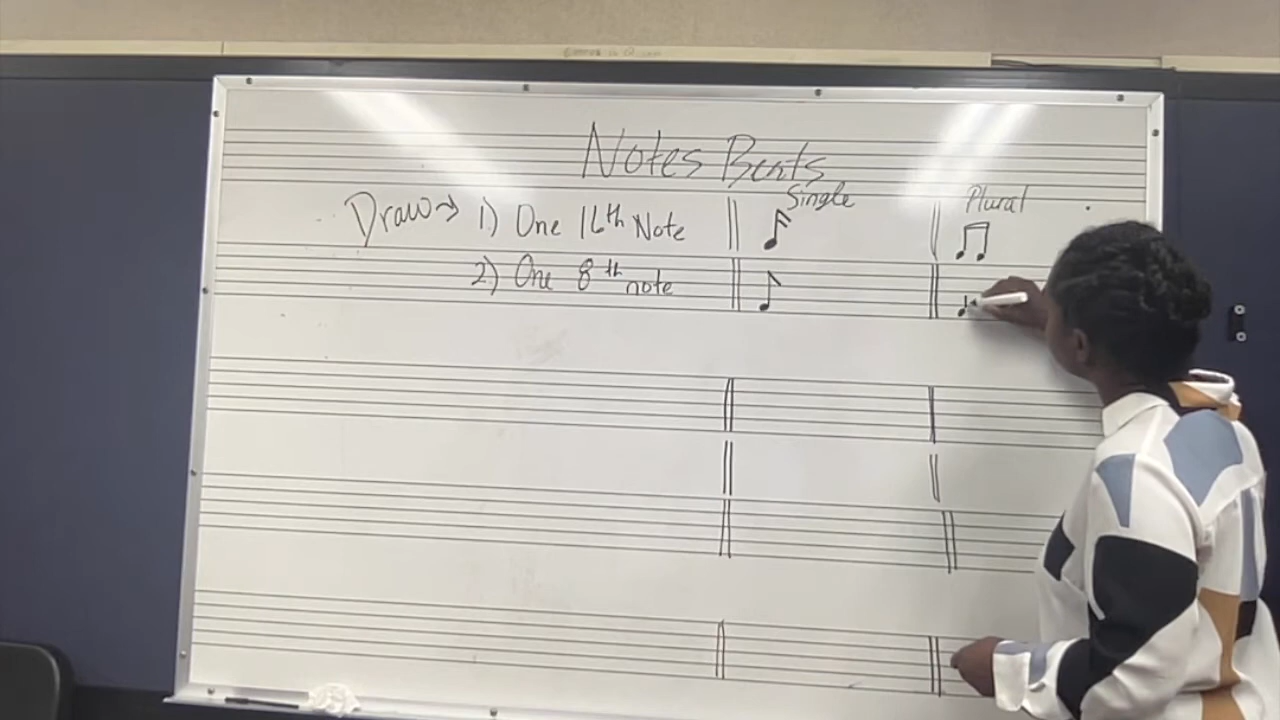 Notes Beats
Single
Plural
Draw → 1) One 16th Note
2) One 8th note